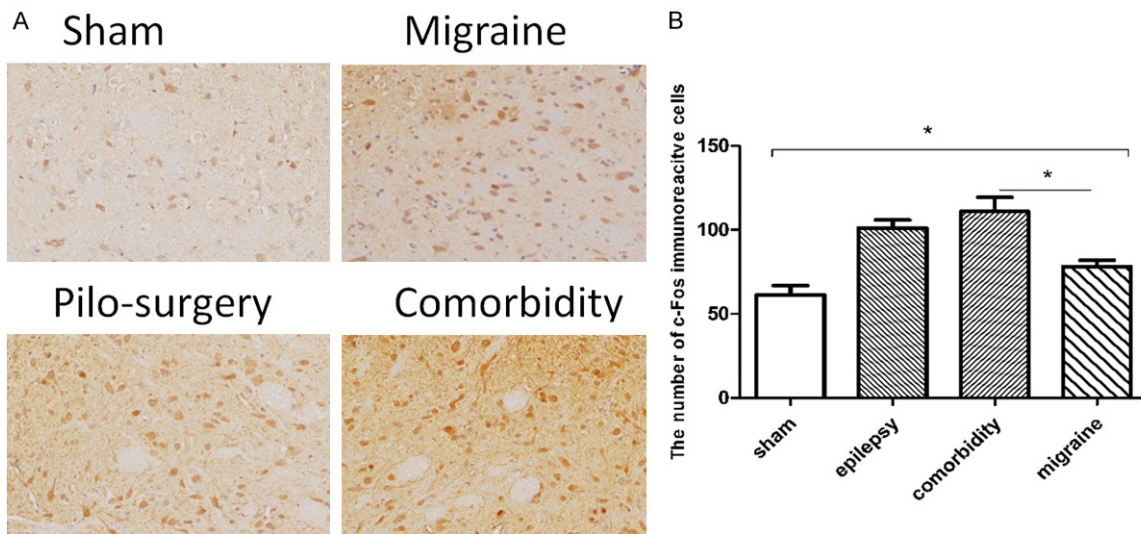 A
Sham
Migraine
Pilo-surgery
Comorbidity
B
The number of c-Fos immunoreacitve cells
150
100
50
0
*
*
sham
epilepsy
comorbidity
migraine